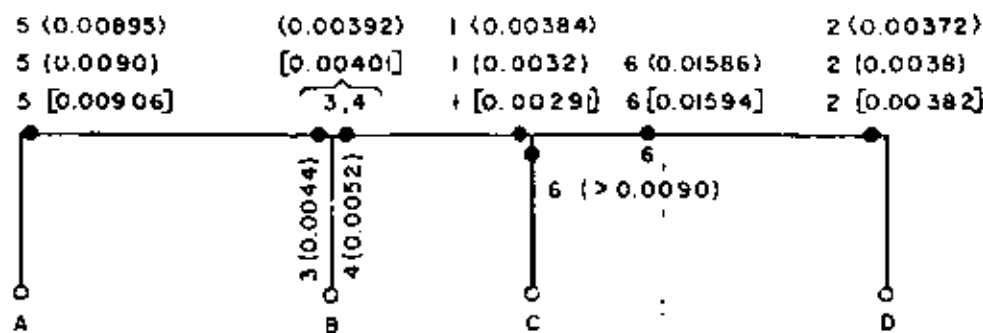 5 (0.00895) (0.00392) 1 (0.00384) 2 (0.00372)
5 (0.0090) [0.00401] 1 (0.0032) 6 (0.01586) 2 (0.0038)
5 [0.00906] 3,4 1 [0.00291] 6 [0.01594] 2 [0.00382]
6
3 (0.0044)
4 (0.0052)
6 (>0.0090)
A B C D